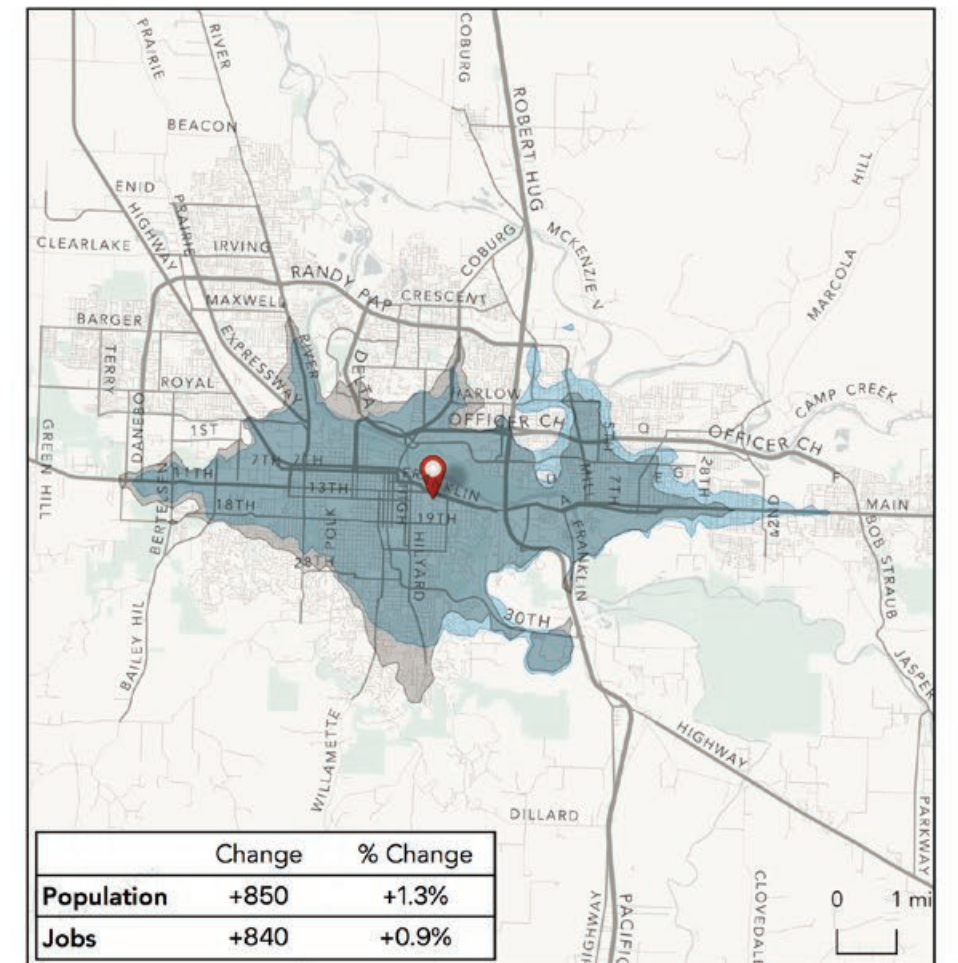 PRAIRIE
RIVER
COBURG
BEACON
ROBERT HUG
ENID
HIGHWAY
PRAIRIE
CLEARLAKE
IRVING
COBURG
MCKENZIE V
HILL
MARCOLA
RANDY PAP
MAXWELL
CRESCENT
BARGER
EXPRESSWAY
RIVER
DELTA
TERRY
ROYAL
HARLOW
CAMP CREEK
DANEBO
OFFICER CH
OFFICER CH
GREEN HILL
1ST
5TH
Q
7TH
7TH
11TH
BERTELSEN
13TH
FRANKLIN
HIGH
D
MILL
7TH
E
G
28TH
F
18TH
POLK
19TH
A
42ND
MAIN
BOB STRAUB
28TH
HILYARD
FRANKLIN
30TH
BAILEY HIL
JASPER
WILLAMETTE
HIGHWAY
DILLARD
PARKWAY
HIGHWAY
PACIFIC
CLOVEDALE
Change % Change
Population +850 +1.3%
Jobs +840 +0.9%
0 1 mi